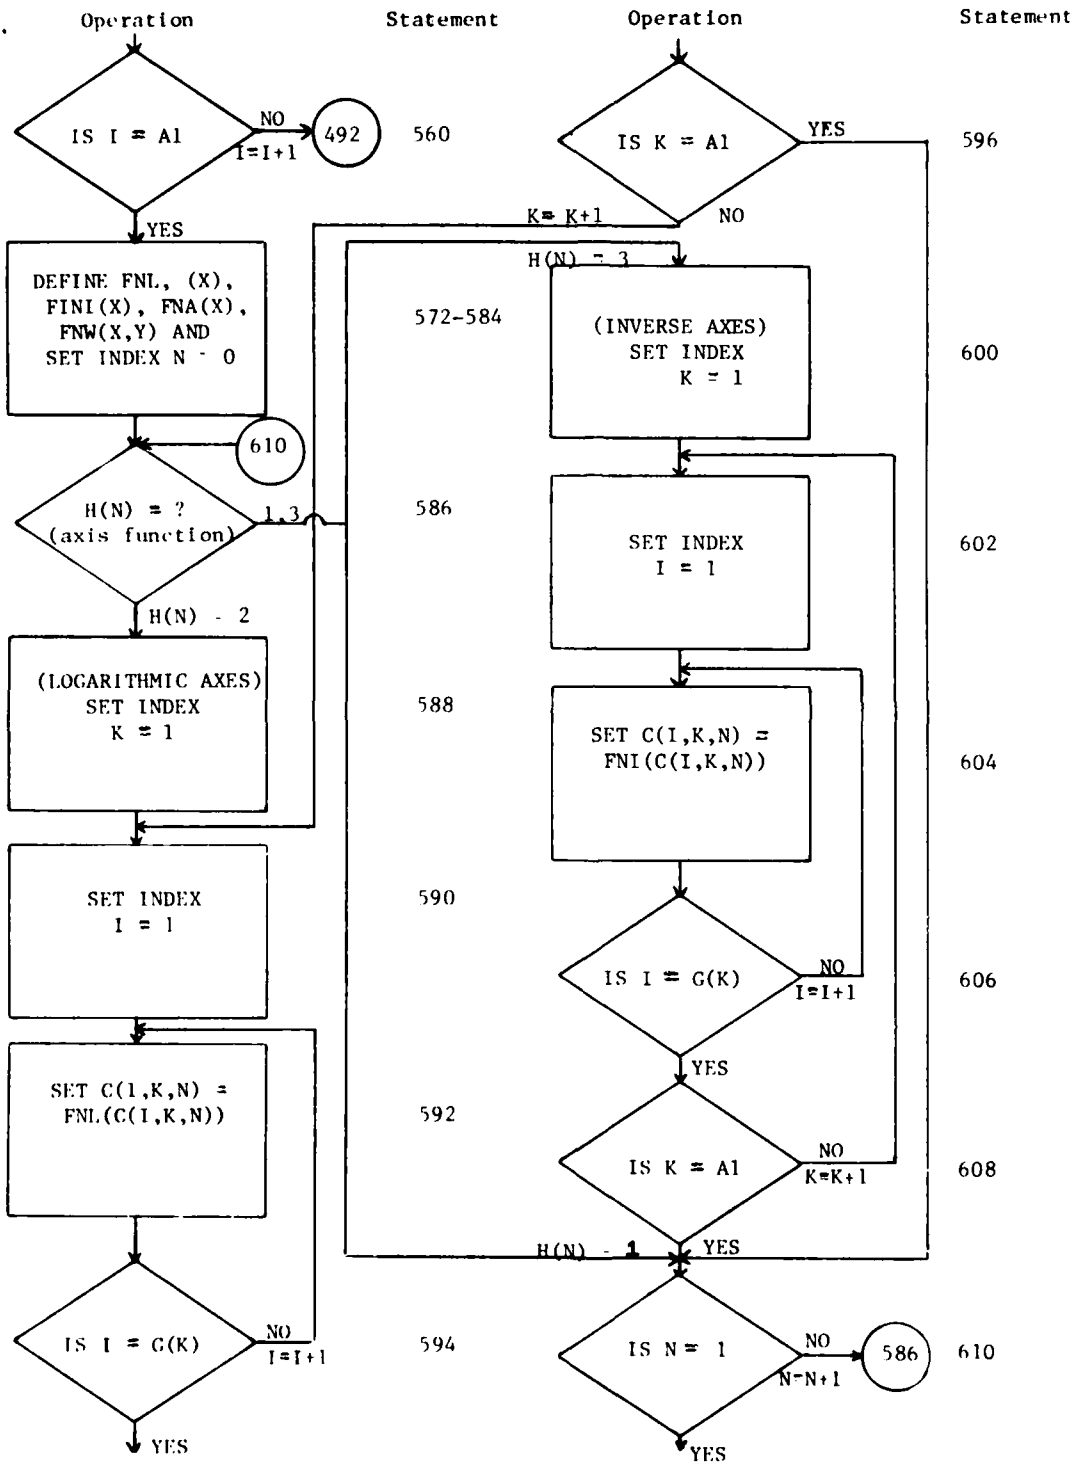 Operation
Statement
IS I = A1
NO
I=I+1
492
560
YES
DEFINE FNL, (X),
FINI(X), FNA(X),
FNW(X,Y) AND
SET INDEX N - 0
572-584
610
H(N) = ?
(axis function)
1,3
586
H(N) - 2
(LOGARITHMIC AXES)
SET INDEX
K = 1
588
SET INDEX
I = 1
590
SET C(1,K,N) =
FNL(C(I,K,N))
592
IS I = G(K)
NO
I=I+1
594
YES
Operation
Statement
IS K = A1
YES
596
K= K+1
NO
H(N) = 3
(INVERSE AXES)
SET INDEX
K = 1
600
SET INDEX
I = 1
602
SET C(I,K,N) =
FNI(C(I,K,N))
604
IS I = G(K)
NO
I=I+1
606
YES
IS K = A1
NO
K=K+1
608
H(N) - 1
YES
IS N = 1
NO
N=N+1
586
610
YES